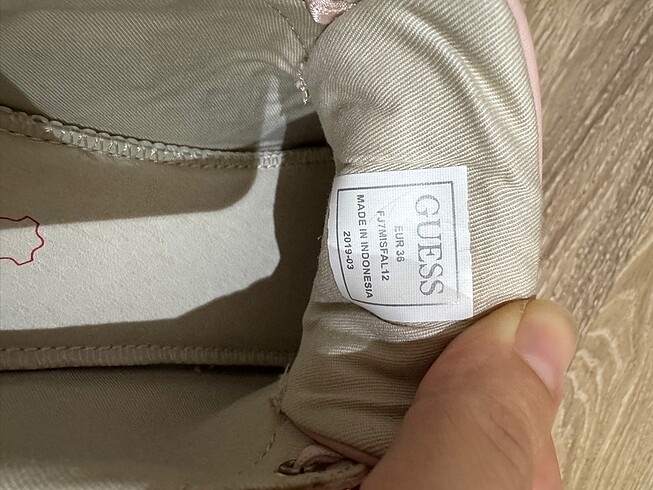 GUESS
EUR 36
FJ7MISFAL12
MADE IN INDONESIA
2019-03